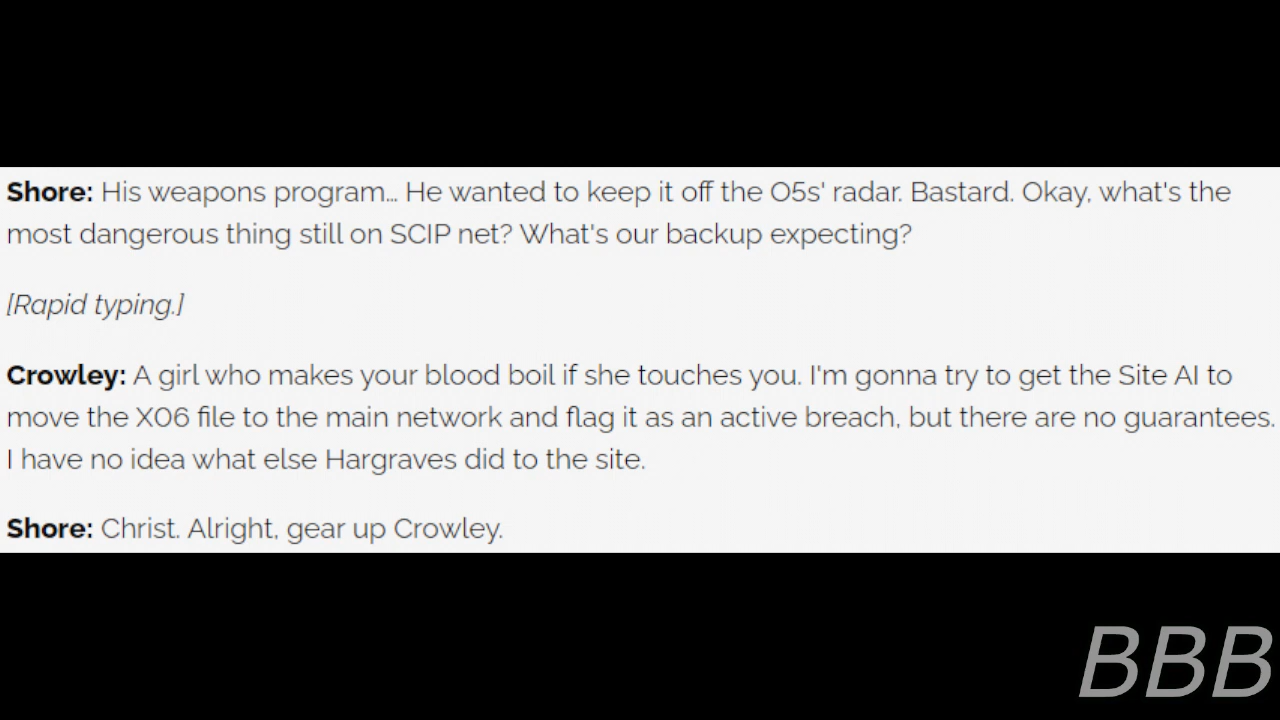 Shore: His weapons program... He wanted to keep it off the O5s' radar. Bastard. Okay, what's the
most dangerous thing still on SCIP net? What's our backup expecting?
[Rapid typing.]
Crowley: A girl who makes your blood boil if she touches you. I'm gonna try to get the Site AI to
move the X06 file to the main network and flag it as an active breach, but there are no guarantees.
I have no idea what else Hargraves did to the site.
Shore: Christ. Alright, gear up Crowley.
BBB